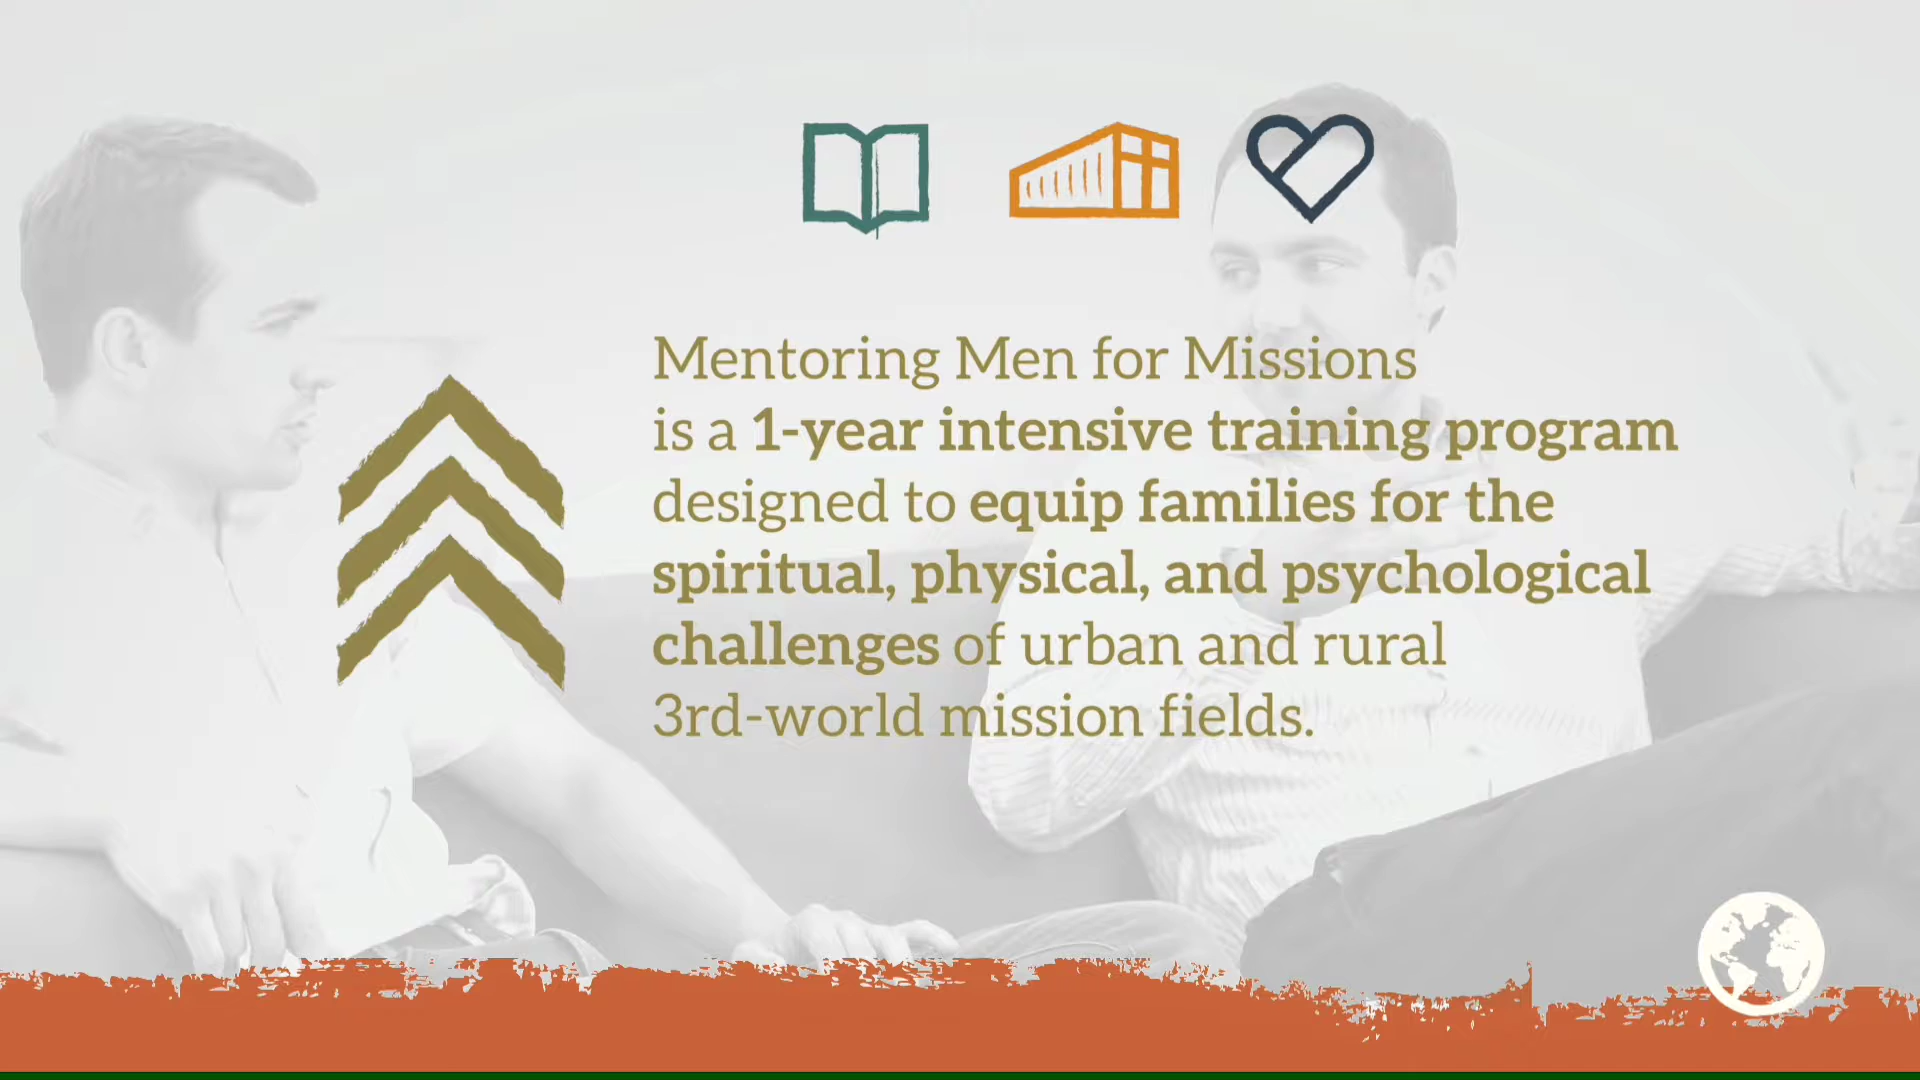 Mentoring Men for Missions
is a 1-year intensive training program
designed to equip families for the
spiritual, physical, and psychological
challenges of urban and rural
3rd-world mission fields.